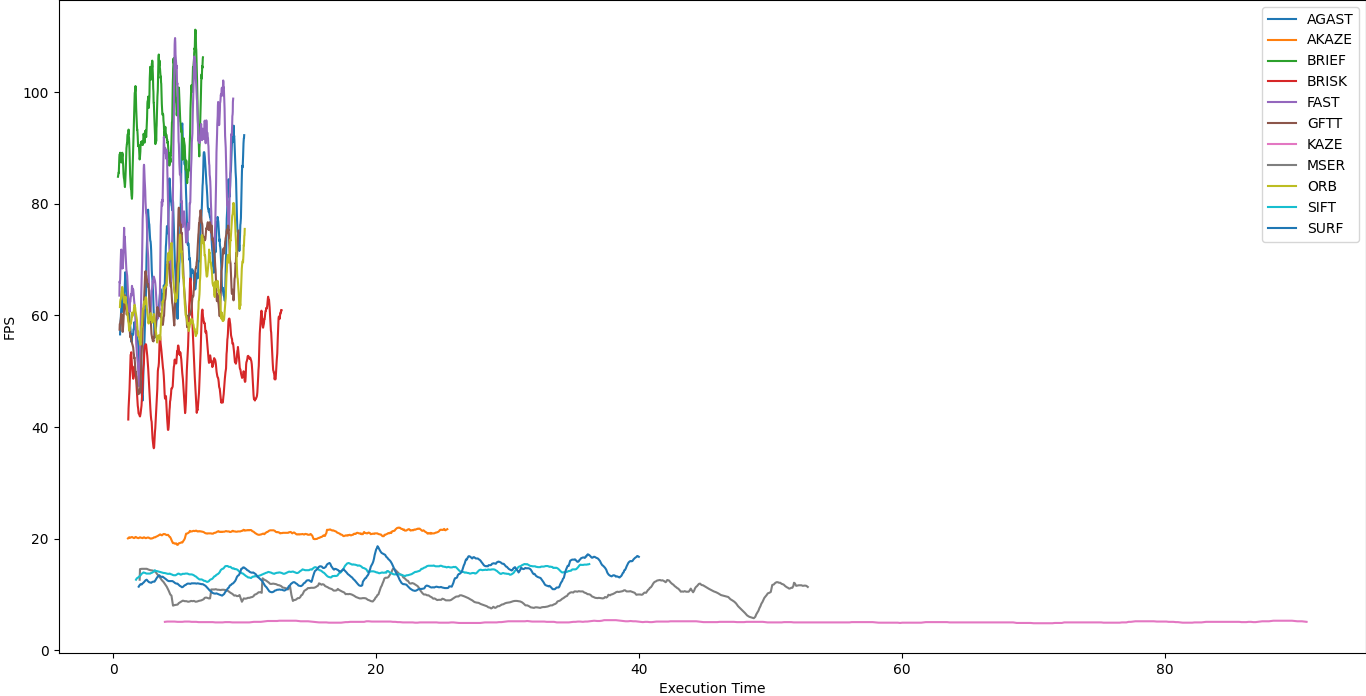 100
80
60
40
20
0
FPS
0 20 40 60 80
Execution Time
AGAST
AKAZE
BRIEF
BRISK
FAST
GFTT
KAZE
MSER
ORB
SIFT
SURF